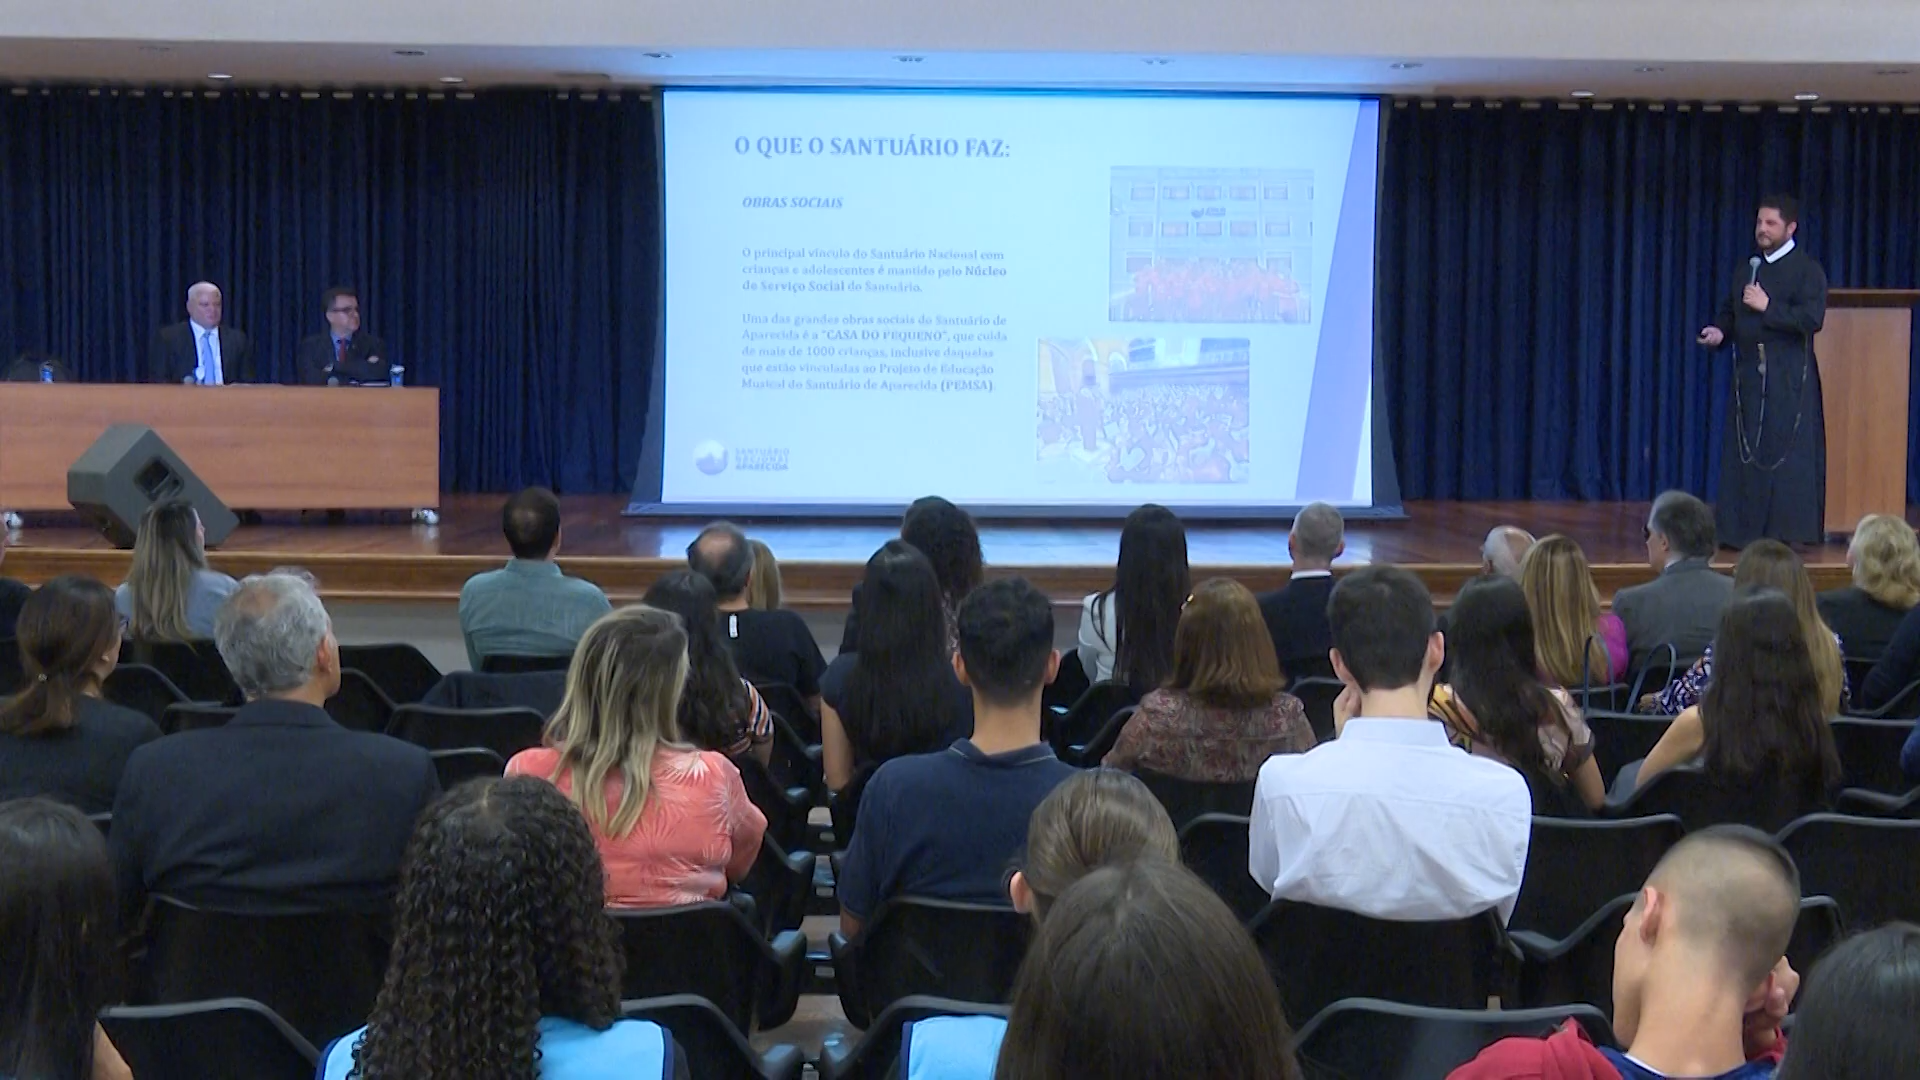 O QUE O SANTUÁRIO FAZ:
OBRAS SOCIAIS
O principal vínculo do Santuário Nacional com
crianças e adolescentes é mantido pelo Núcleo
de Serviço Social do Santuário.
Uma das grandes obras sociais do Santuário de
Aparecida é a "CASA DO PEQUENO", que cuida
de mais de 1000 crianças, inclusive daquelas
que estão vinculadas ao Projeto de Educação
Musical do Santuário de Aparecida (PEMSA).
SANTUÁRIO
NACIONAL
APARECIDA